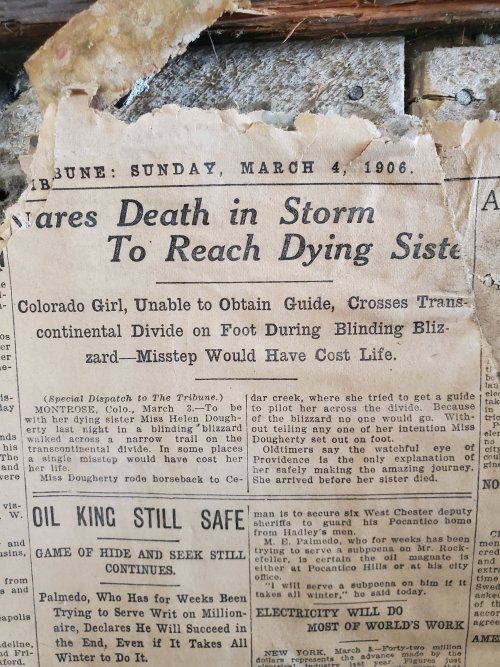 BUNE: SUNDAY, MARCH 4, 1906.
ares Death in Storm
To Reach Dying Siste
Colorado Girl, Unable to Obtain Guide, Crosses Trans-
continental Divide on Foot During Blinding Bliz-
zard—Misstep Would Have Cost Life.
(Special Dispatch to The Tribune.)
MONTROSE, Colo., March 3.—To be
with her dying sister Miss Helen Dough-
erty last night in a blinding blizzard
walked across a narrow trail on the
transcontinental divide. In some places
a single misstep would have cost her
her life.
Miss Dougherty rode horseback to Ce-
dar creek, where she tried to get a guide
to pilot her across the divide. Because
of the blizzard no one would go. With-
out telling any one of her intention Miss
Dougherty set out on foot.
Oldtimers say the watchful eye of
Providence is the only explanation of
her safely making the amazing journey.
She arrived before her sister died.
OIL KING STILL SAFE
GAME OF HIDE AND SEEK STILL
CONTINUES.
Palmedo, Who Has for Weeks Been
Trying to Serve Writ on Million-
aire, Declares He Will Succeed in
the End, Even if It Takes All
Winter to Do It.
man is to secure six West Chester deputy
sheriffs to guard his Pocantico home
from Hadley's men.
M. E. Palmedo, who for weeks has been
trying to serve a subpoena on Mr. Rock-
efeller, is certain the oil magnate is
either at Pocantico Hills or at his city
office.
"I will serve a subpoena on him if it
takes all winter," he said today.
ELECTRICITY WILL DO
MOST OF WORLD'S WORK
NEW YORK, March 3.—Forty-two million
dollars represents the advance made by the
electrical industry last year. Figures just